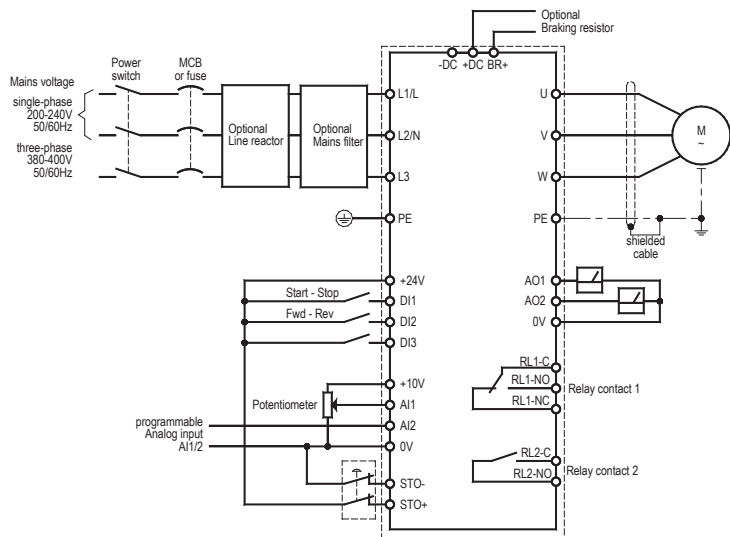 Optional
Braking resistor
-DC +DC BR+
Power
switch
MCB
or fuse
Mains voltage
single-phase
200-240V
50/60Hz
three-phase
380-400V
50/60Hz
Optional
Line reactor
Optional
Mains filter
L1/L
L2/N
L3
PE
U
V
W
PE
M
~
shielded
cable
+24V
Start - Stop
DI1
Fwd - Rev
DI2
DI3
+10V
Potentiometer
AI1
programmable
Analog input
AI1/2
AI2
0V
STO-
STO+
AO1
AO2
0V
RL1-C
RL1-NO
RL1-NC
Relay contact 1
RL2-C
RL2-NO
Relay contact 2